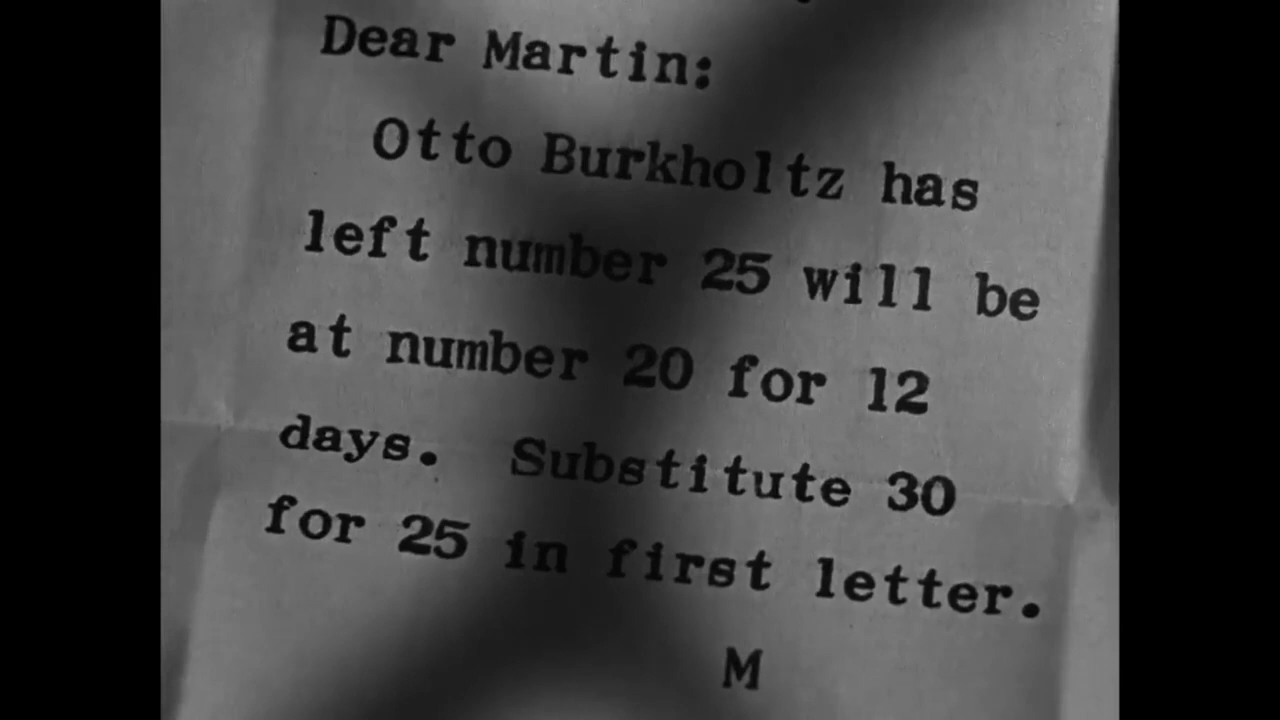 Dear Martin:
Otto Burkholtz has
left number 25 will be
at number 20 for 12
days. Substitute 30
for 25 in first letter.
M